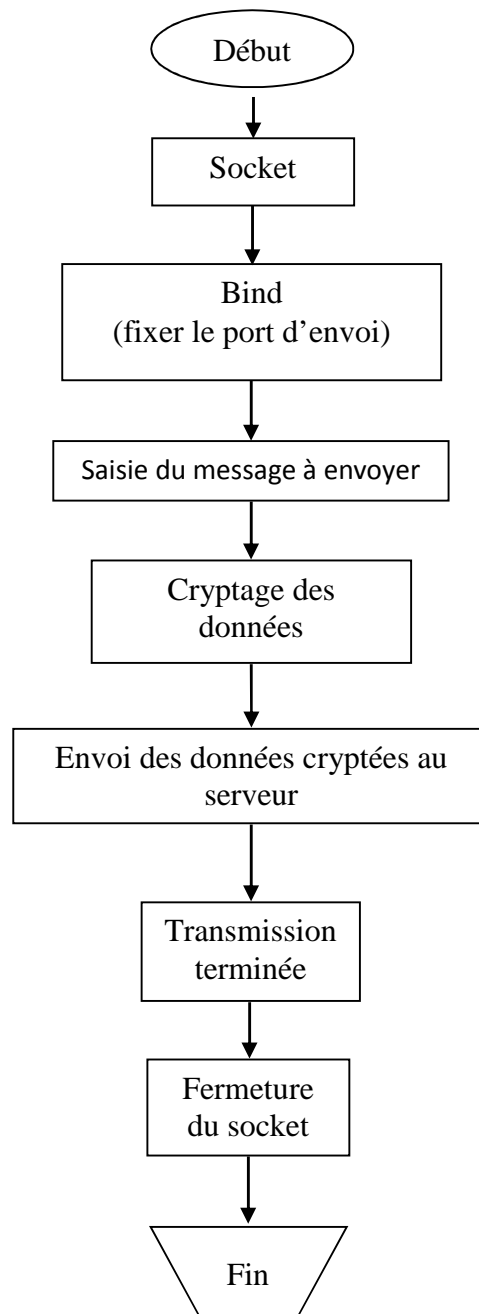 Début
Socket
Bind
(fixer le port d’envoi)
Saisie du message à envoyer
Cryptage des
données
Envoi des données cryptées au
serveur
Transmission
terminée
Fermeture
du socket
Fin